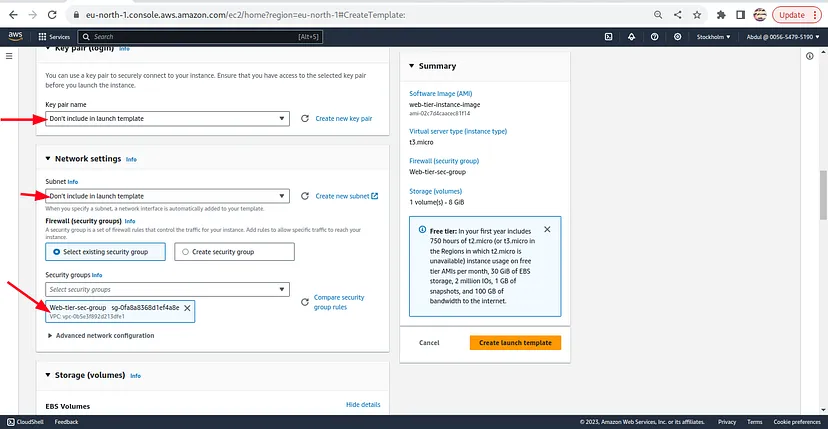 eu-north-1.console.aws.amazon.com/ec2/home?region=eu-north-1#CreateTemplate:
Update
aws
Services
Search
[Alt+S]
Stockholm
Abdul @ 0056-5479-5190
Key pair (login) Info
You can use a key pair to securely connect to your instance. Ensure that you have access to the selected key pair
before you launch the instance.
Key pair name
Don't include in launch template
Create new key pair
Network settings Info
Subnet Info
Don't include in launch template
Create new subnet
When you specify a subnet, a network interface is automatically added to your template.
Firewall (security groups) Info
A security group is a set of firewall rules that control the traffic for your instance. Add rules to allow specific traffic to reach your
instance.
Select existing security group
Create security group
Security groups Info
Select security groups
Web-tier-sec-group sg-0fa8a8368d1ef4a8e
VPC: vpc-0b5e3f892d213dfe1
Compare security
group rules
Advanced network configuration
Storage (volumes) Info
EBS Volumes
Hide details
Summary
Software Image (AMI)
web-tier-instance-image
ami-02c7d4caacec81f14
Virtual server type (instance type)
t3.micro
Firewall (security group)
Web-tier-sec-group
Storage (volumes)
1 volume(s) - 8 GiB
Free tier: In your first year includes
750 hours of t2.micro (or t3.micro in
the Regions in which t2.micro is
unavailable) instance usage on free
tier AMIs per month, 30 GiB of EBS
storage, 2 million IOs, 1 GB of
snapshots, and 100 GB of
bandwidth to the internet.
Cancel
Create launch template
CloudShell
Feedback
© 2023, Amazon Web Services, Inc. or its affiliates.
Privacy
Terms
Cookie preferences